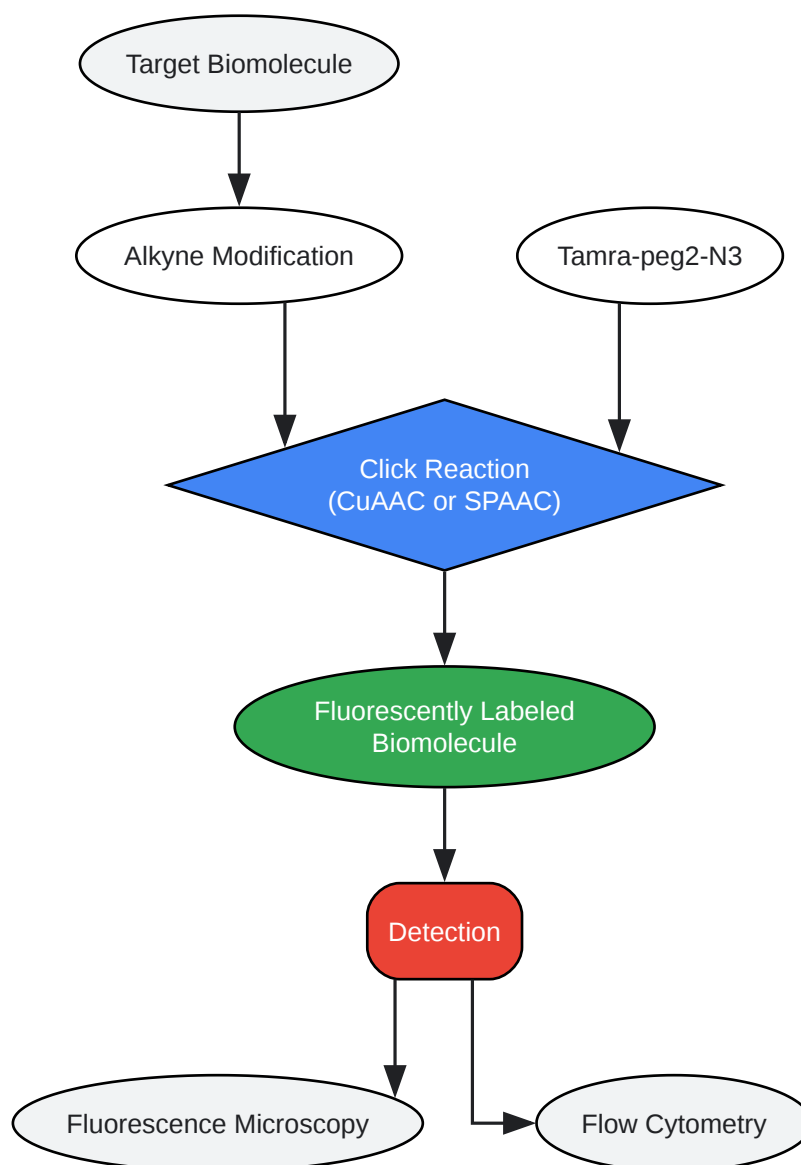 Target Biomolecule
Alkyne Modification
Tamra-peg2-N3
Click Reaction
(CuAAC or SPAAC)
Fluorescently Labeled
Biomolecule
Detection
Fluorescence Microscopy
Flow Cytometry